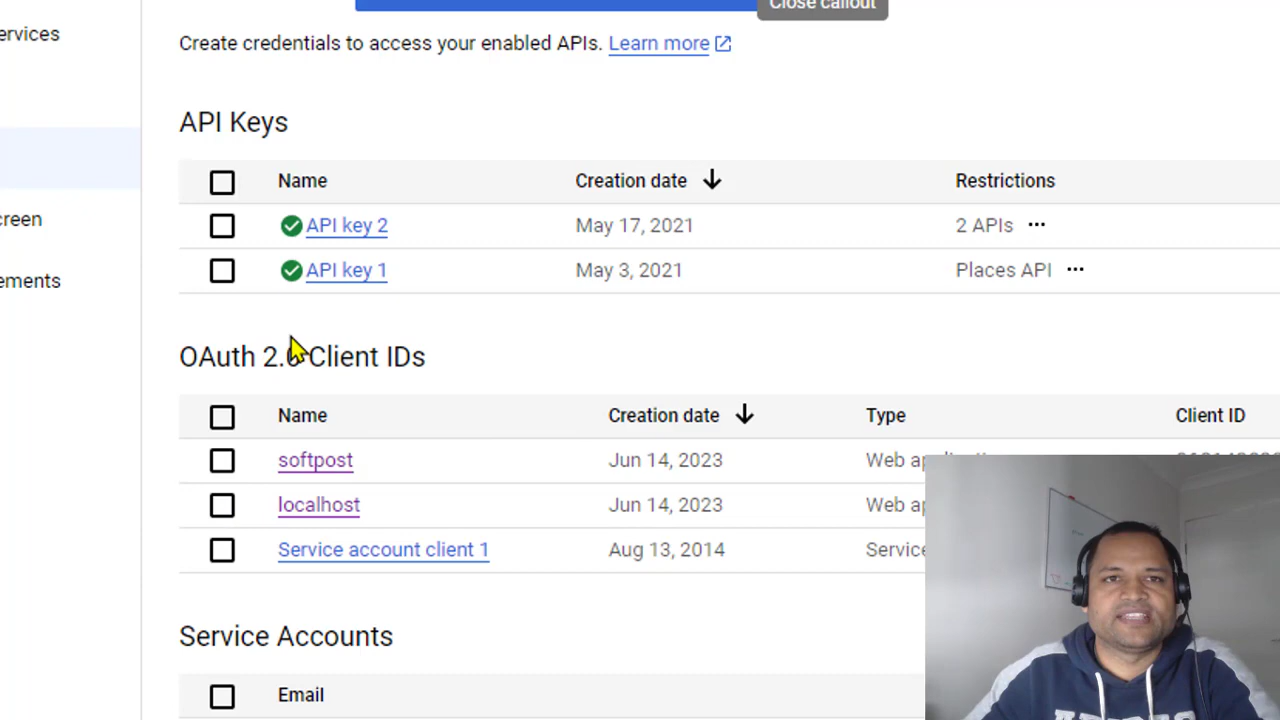 Close callout
ervices
Create credentials to access your enabled APIs. Learn more
API Keys
Name Creation date Restrictions
API key 2 May 17, 2021 2 APIs
creen
API key 1 May 3, 2021 Places API
ements
OAuth 2.0 Client IDs
Name Creation date Type Client ID
softpost Jun 14, 2023 Web
localhost Jun 14, 2023 Web
Service account client 1 Aug 13, 2014 Service
Service Accounts
Email